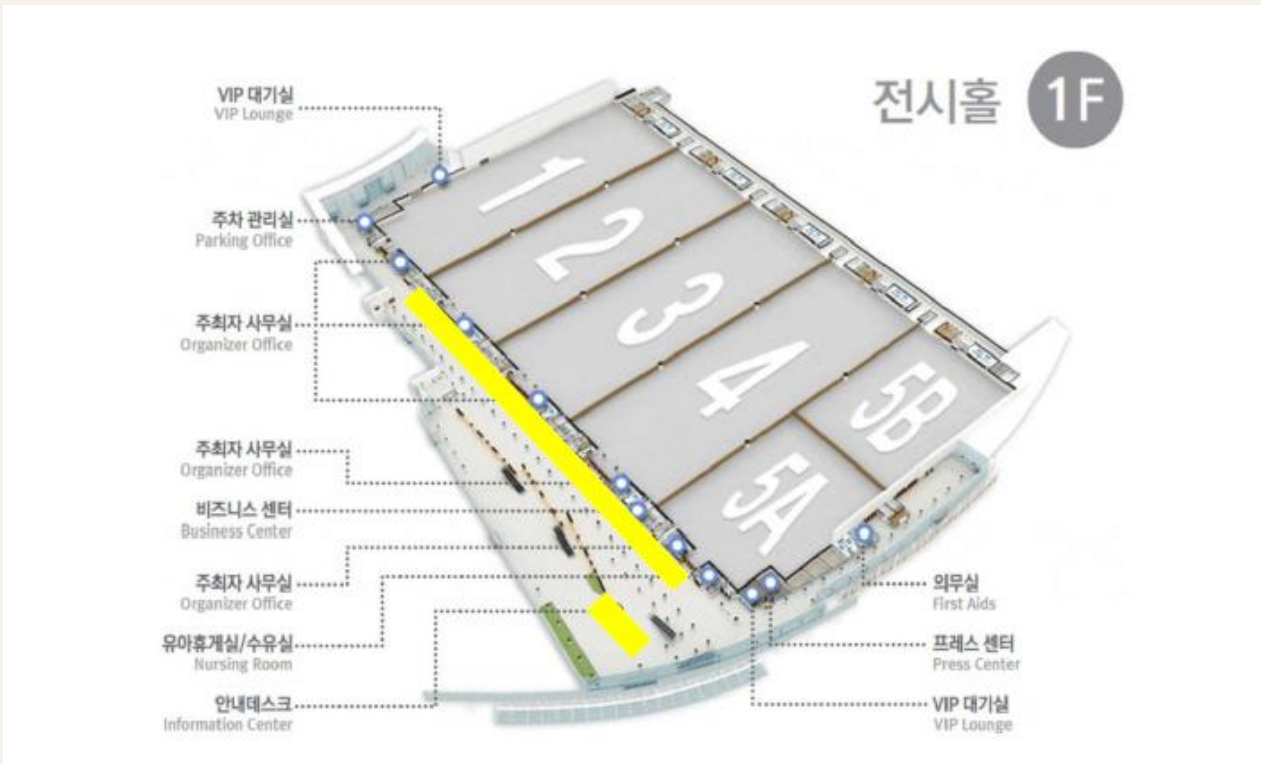 전시홀 1F
VIP 대기실
VIP Lounge
주차 관리실
Parking Office
주최자 사무실
Organizer Office
주최자 사무실
Organizer Office
비즈니스 센터
Business Center
주최자 사무실
Organizer Office
유아휴게실/수유실
Nursing Room
안내데스크
Information Center
1
2
3
4
5A
5B
의무실
First Aids
프레스 센터
Press Center
VIP 대기실
VIP Lounge